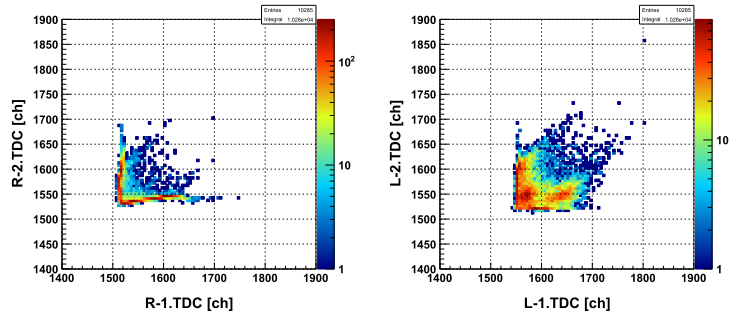 Entries 10285
Integral 1.028e+04
1900
1850
1800
1750
1700
1650
1600
1550
1500
1450
1400
R-2.TDC [ch]
1400 1500 1600 1700 1800 1900
R-1.TDC [ch]
10²
10
1
Entries 10285
Integral 1.028e+04
1900
1850
1800
1750
1700
1650
1600
1550
1500
1450
1400
L-2.TDC [ch]
1400 1500 1600 1700 1800 1900
L-1.TDC [ch]
10
1